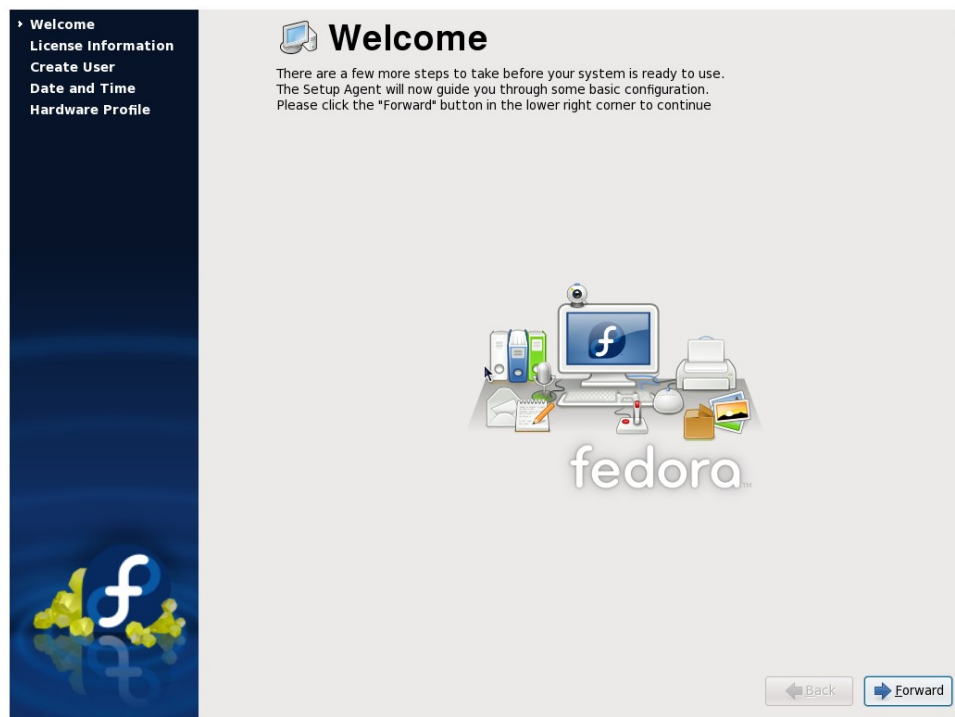 Welcome
License Information
Create User
Date and Time
Hardware Profile
Welcome
There are a few more steps to take before your system is ready to use.
The Setup Agent will now guide you through some basic configuration.
Please click the "Forward" button in the lower right corner to continue
fedora™
Back
Forward